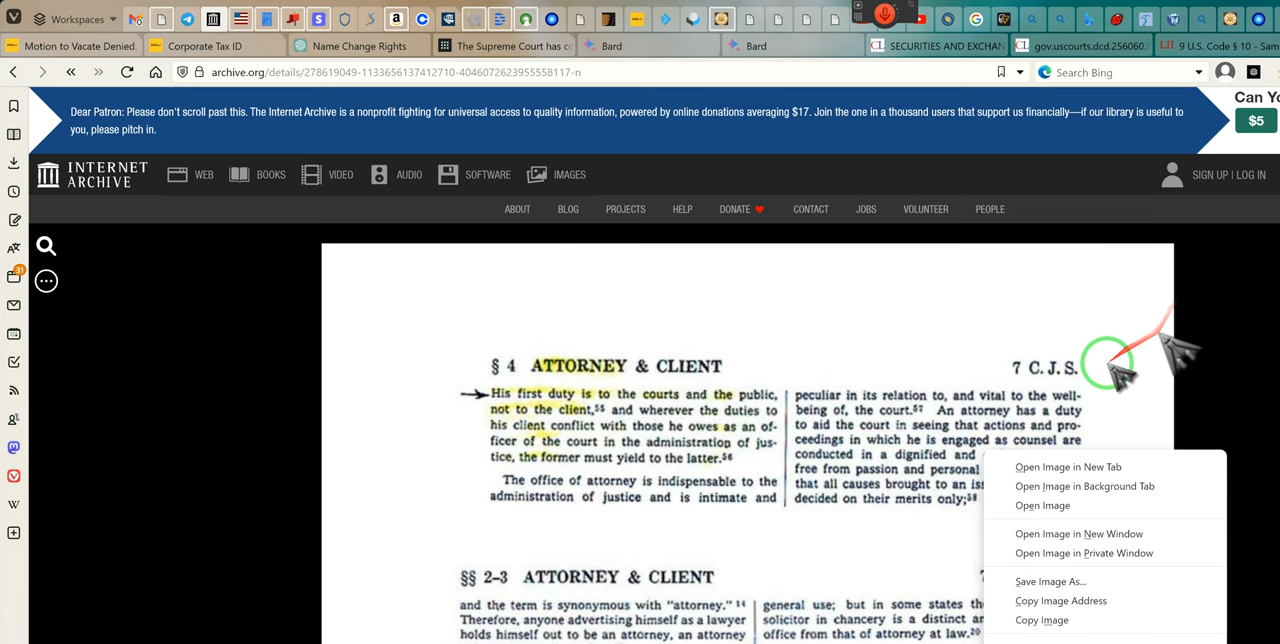 Workspaces
Motion to Vacate Denied.
Corporate Tax ID
Name Change Rights
The Supreme Court has co
Bard
Bard
CL SECURITIES AND EXCHAN
CL gov.uscourts.dcd.256060.
LII 9 U.S. Code § 10 - Sam
archive.org/details/278619049-1133656137412710-4046072623955558117-n
Search Bing
Dear Patron: Please don't scroll past this. The Internet Archive is a nonprofit fighting for universal access to quality information, powered by online donations averaging $17. Join the one in a thousand users that support us financially—if our library is useful to
you, please pitch in.
Can Yo
$5
INTERNET
ARCHIVE
WEB
BOOKS
VIDEO
AUDIO
SOFTWARE
IMAGES
SIGN UP | LOG IN
ABOUT
BLOG
PROJECTS
HELP
DONATE
CONTACT
JOBS
VOLUNTEER
PEOPLE
31
§ 4 ATTORNEY & CLIENT
7 C. J. S.
His first duty is to the courts and the public,
not to the client,55 and wherever the duties to
his client conflict with those he owes as an of-
ficer of the court in the administration of jus-
tice, the former must yield to the latter.56
The office of attorney is indispensable to the
administration of justice and is intimate and
peculiar in its relation to, and vital to the well-
being of, the court.57 An attorney has a duty
to aid the court in seeing that actions and pro-
ceedings in which he is engaged as counsel are
conducted in a dignified and
free from passion and personal
that all causes brought to an iss
decided on their merits only;58
Open Image in New Tab
Open Image in Background Tab
Open Image
Open Image in New Window
Open Image in Private Window
Save Image As...
Copy Image Address
Copy Image
§§ 2-3 ATTORNEY & CLIENT
and the term is synonymous with "attorney." 14
Therefore, anyone advertising himself as a lawyer
holds himself out to be an attorney, an attorney
general use; but in some states th
solicitor in chancery is a distinct ar
office from that of attorney at law.20